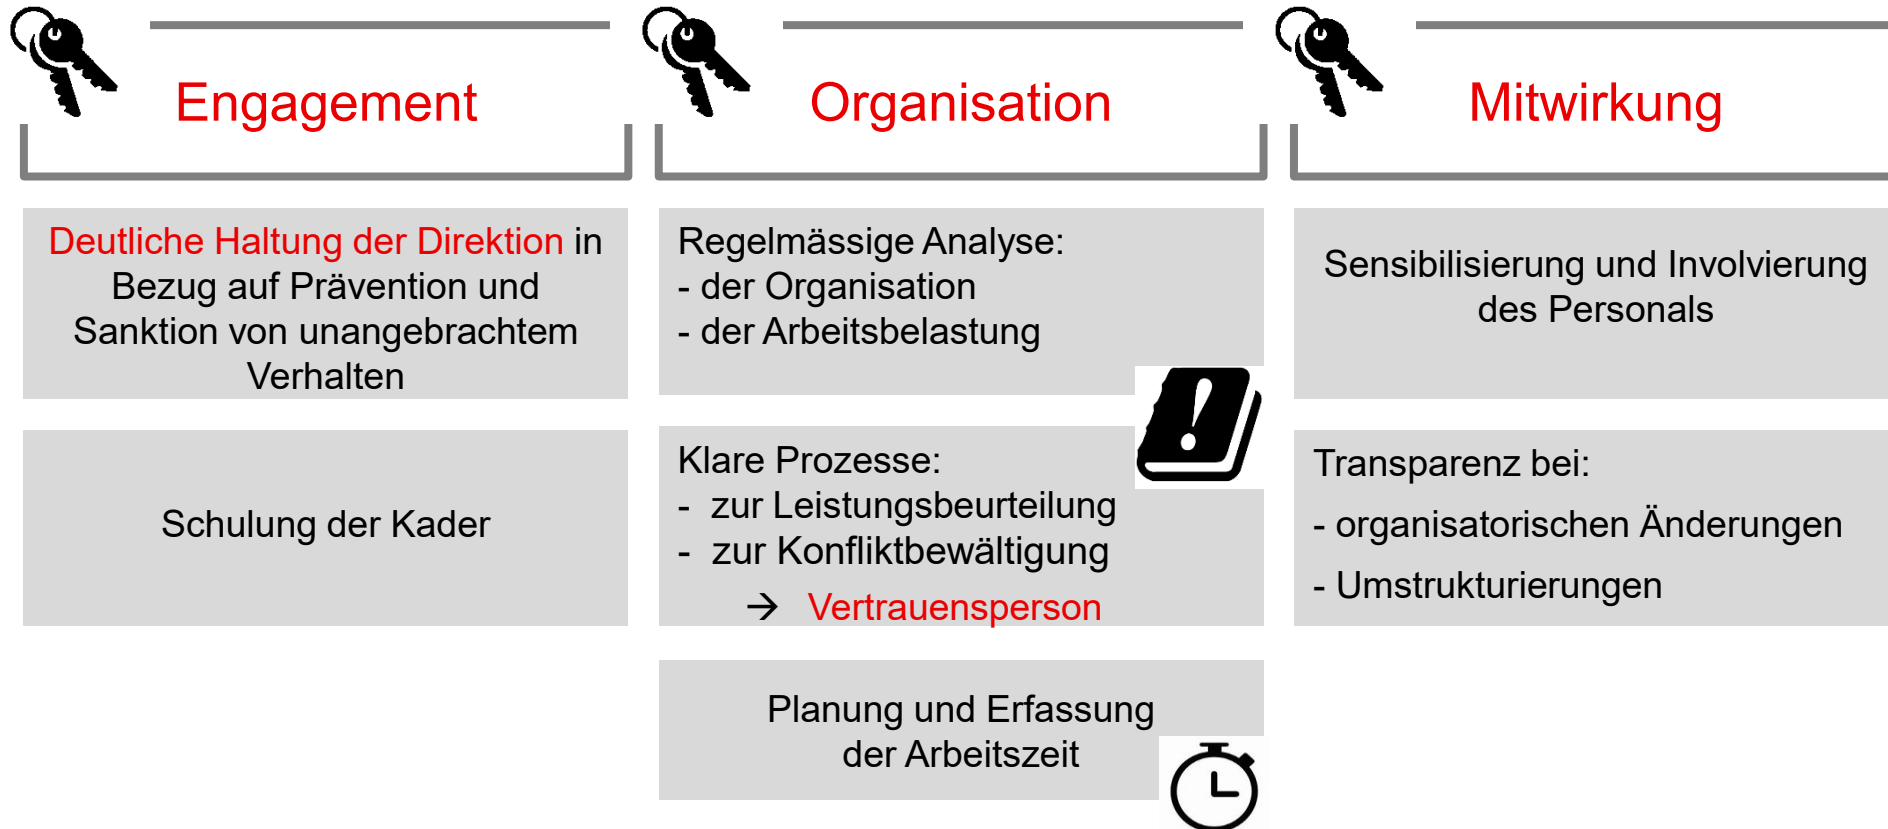 Engagement
Deutliche Haltung der Direktion in
Bezug auf Prävention und
Sanktion von unangebrachtem
Verhalten
Schulung der Kader
Organisation
Regelmässige Analyse:
- der Organisation
- der Arbeitsbelastung
Klare Prozesse:
- zur Leistungsbeurteilung
- zur Konfliktbewältigung
→ Vertrauensperson
Planung und Erfassung
der Arbeitszeit
Mitwirkung
Sensibilisierung und Involvierung
des Personals
Transparenz bei:
- organisatorischen Änderungen
- Umstrukturierungen